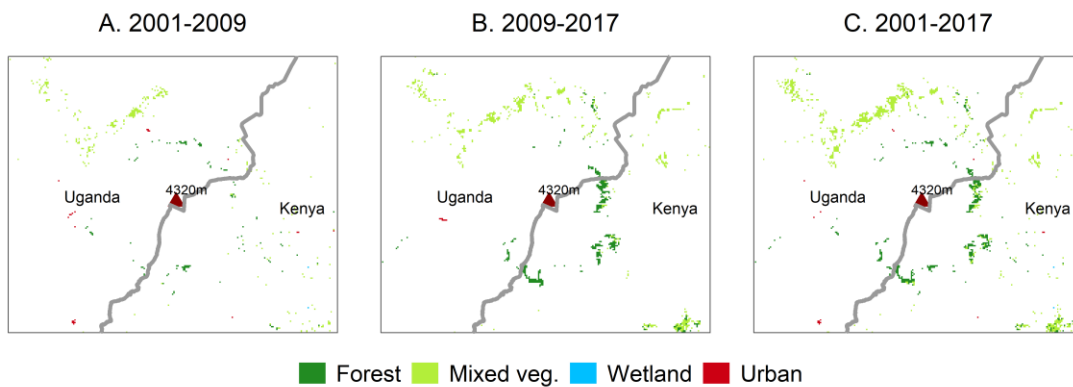 A. 2001-2009
B. 2009-2017
C. 2001-2017
4320m
Uganda
Kenya
4320m
Uganda
Kenya
4320m
Uganda
Kenya
Forest
Mixed veg.
Wetland
Urban